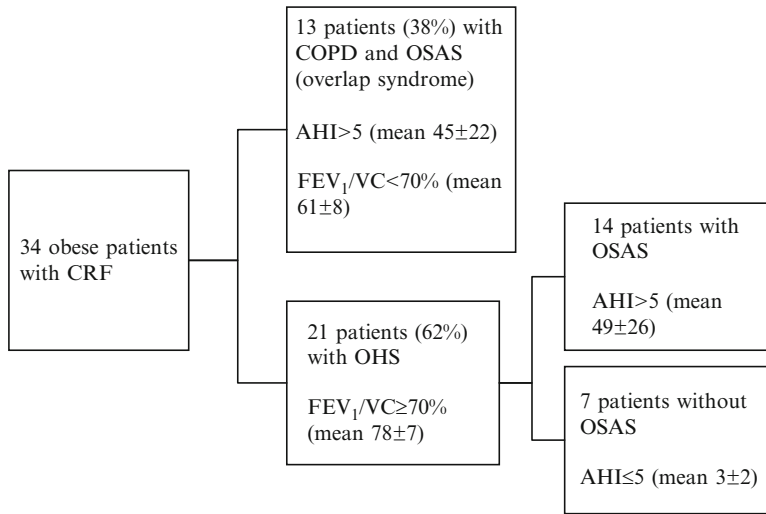 34 obese patients
with CRF
13 patients (38%) with
COPD and OSAS
(overlap syndrome)
AHI>5 (mean 45±22)
FEV₁/VC<70% (mean
61±8)
21 patients (62%)
with OHS
FEV₁/VC≥70%
(mean 78±7)
14 patients with
OSAS
AHI>5 (mean
49±26)
7 patients without
OSAS
AHI≤5 (mean 3±2)